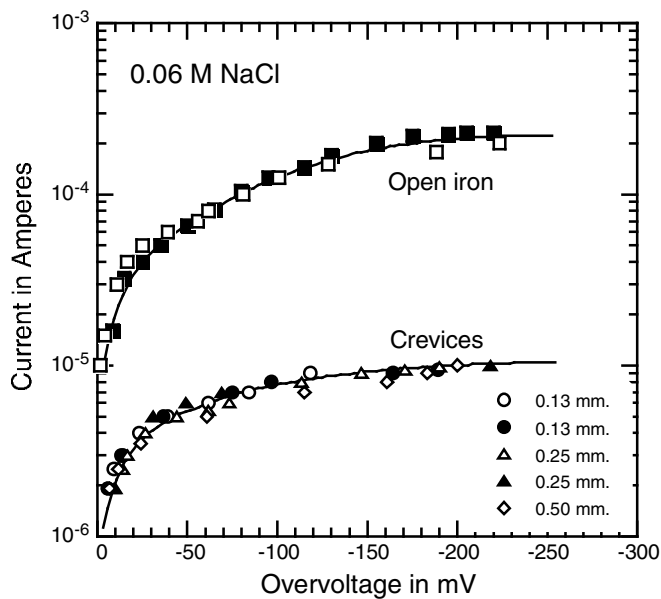 10⁻³
0.06 M NaCl
Open iron
10⁻⁴
Current in Amperes
Crevices
10⁻⁵
0.13 mm.
0.13 mm.
0.25 mm.
0.25 mm.
0.50 mm.
10⁻⁶
0 -50 -100 -150 -200 -250 -300
Overvoltage in mV